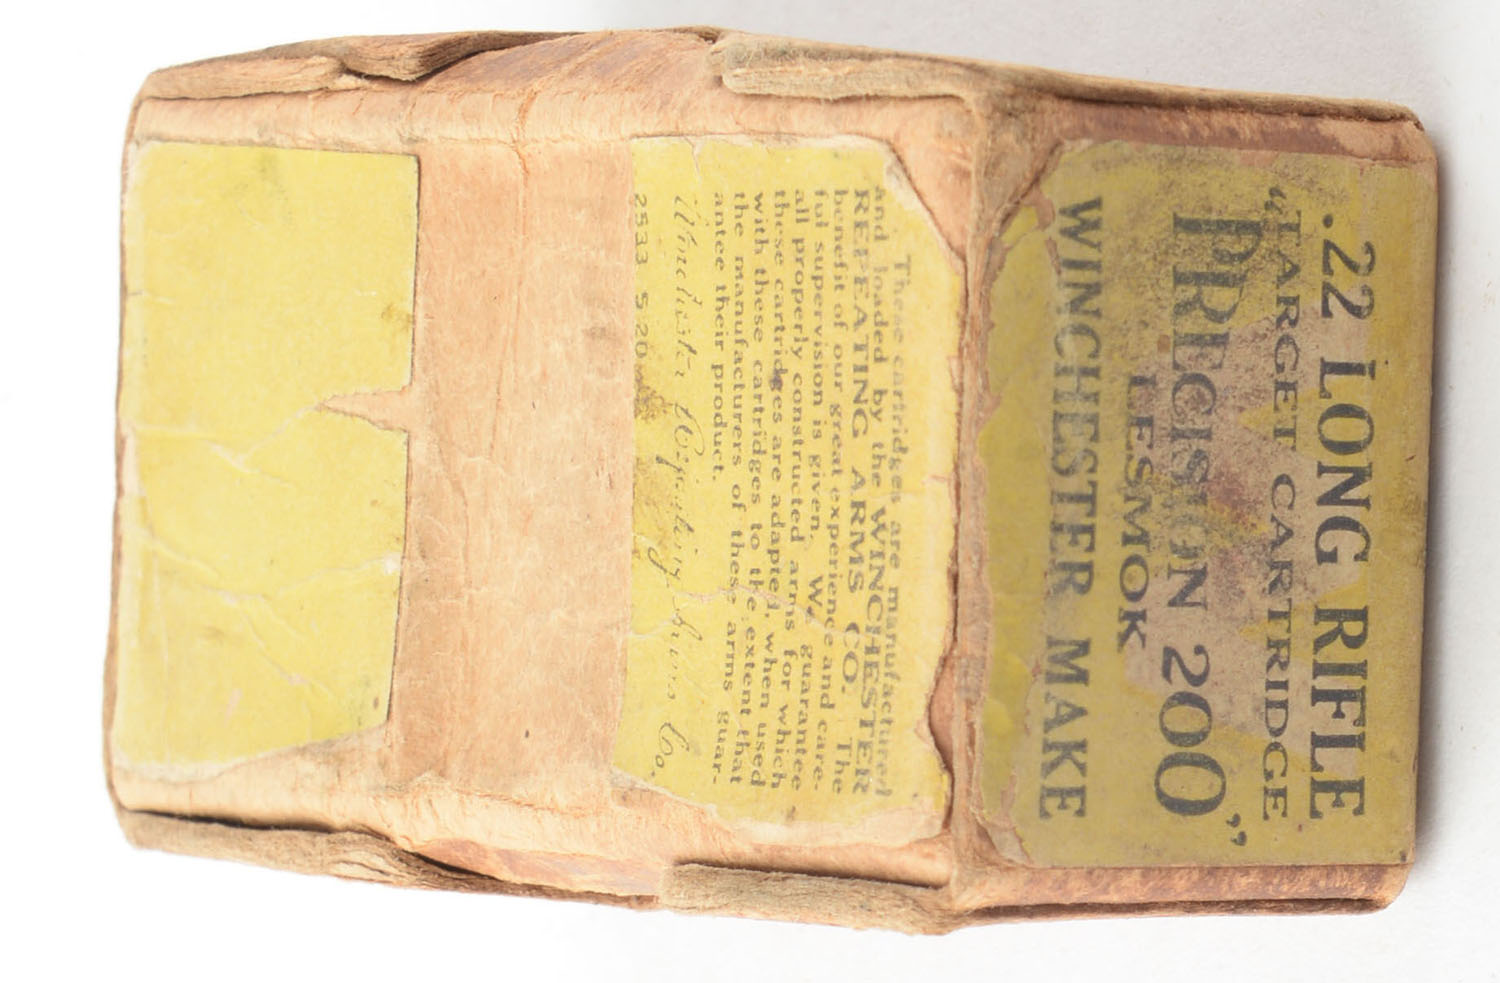 .22 LONG RIFLE
"TARGET CARTRIDGE
PRECISION 200"
LESMOK
WINCHESTER MAKE
These cartridges are manufactured
and loaded by the WINCHESTER
REPEATING ARMS CO. The
benefit of our great experience and care-
ful supervision is given. We guarantee
all properly constructed arms for which
these cartridges are adapted, when used
with these cartridges to the extent that
the manufacturers of these arms guar-
antee their product.
Winchester Repeating Arms Co.
2533 5-20